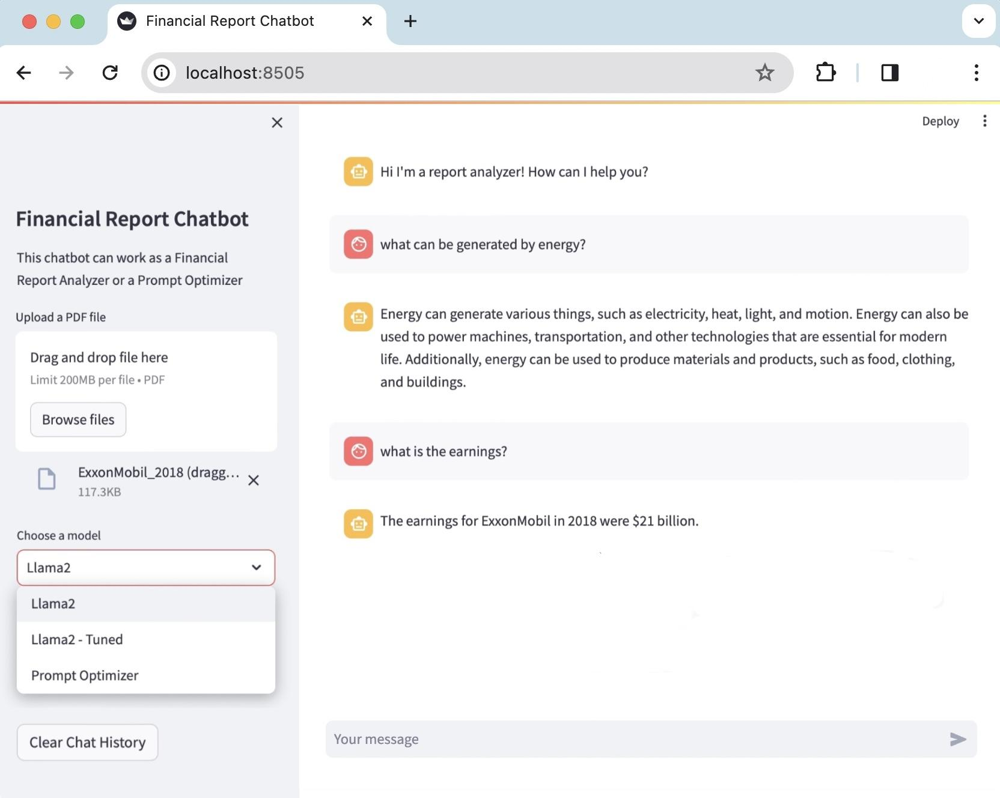 Financial Report Chatbot
localhost:8505
Deploy
Financial Report Chatbot
This chatbot can work as a Financial
Report Analyzer or a Prompt Optimizer
Upload a PDF file
Drag and drop file here
Limit 200MB per file • PDF
Browse files
ExxonMobil_2018 (dragg...
117.3KB
Choose a model
Llama2
Llama2
Llama2 - Tuned
Prompt Optimizer
Clear Chat History
Hi I'm a report analyzer! How can I help you?
what can be generated by energy?
Energy can generate various things, such as electricity, heat, light, and motion. Energy can also be
used to power machines, transportation, and other technologies that are essential for modern
life. Additionally, energy can be used to produce materials and products, such as food, clothing,
and buildings.
what is the earnings?
The earnings for ExxonMobil in 2018 were $21 billion.
Your message